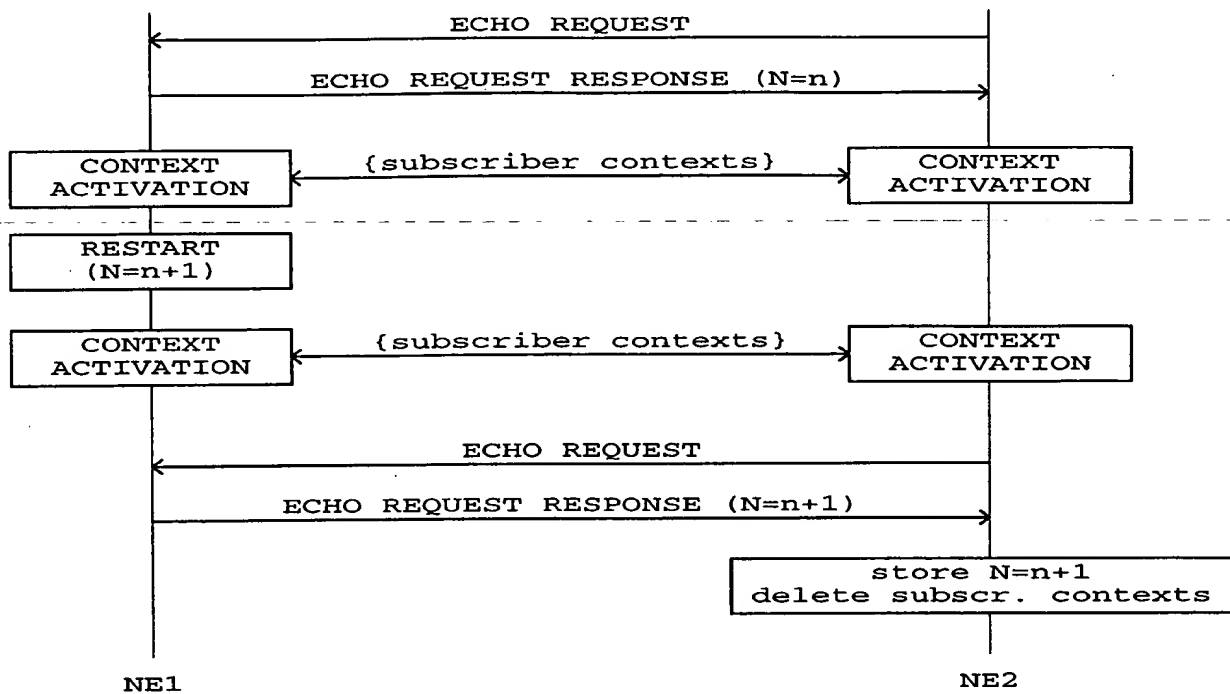 ECHO REQUEST
ECHO REQUEST RESPONSE (N=n)
CONTEXT
ACTIVATION
{subscriber contexts}
CONTEXT
ACTIVATION
RESTART
(N=n+1)
CONTEXT
ACTIVATION
{subscriber contexts}
CONTEXT
ACTIVATION
ECHO REQUEST
ECHO REQUEST RESPONSE (N=n+1)
store N=n+1
delete subscr. contexts
NE1
NE2